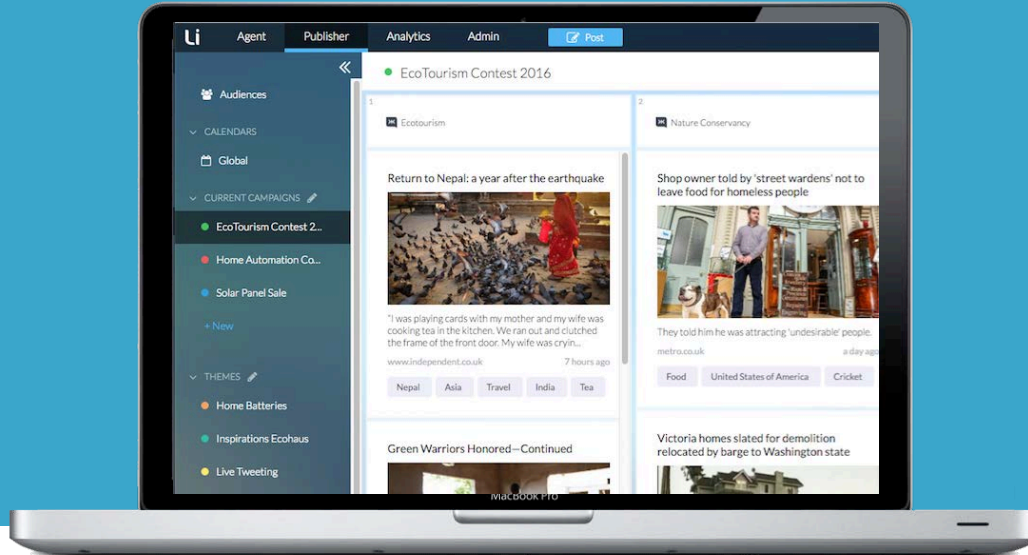 Li Agent Publisher Analytics Admin Post
Audiences
CALENDARS
Global
CURRENT CAMPAIGNS
EcoTourism Contest 2...
Home Automation Co...
Solar Panel Sale
+ New
THEMES
Home Batteries
Inspirations Ecohaus
Live Tweeting
EcoTourism Contest 2016
1
Ecotourism
Return to Nepal: a year after the earthquake
"I was playing cards with my mother and my wife was
cooking tea in the kitchen. We ran out and clutched
the frame of the front door. My wife was cryin...
www.independent.co.uk 7 hours ago
Nepal Asia Travel India Tea
Green Warriors Honored—Continued
2
Nature Conservancy
Shop owner told by 'street wardens' not to
leave food for homeless people
They told him he was attracting 'undesirable' people.
metro.co.uk a day ago
Food United States of America Cricket
Victoria homes slated for demolition
relocated by barge to Washington state
MacBook Pro